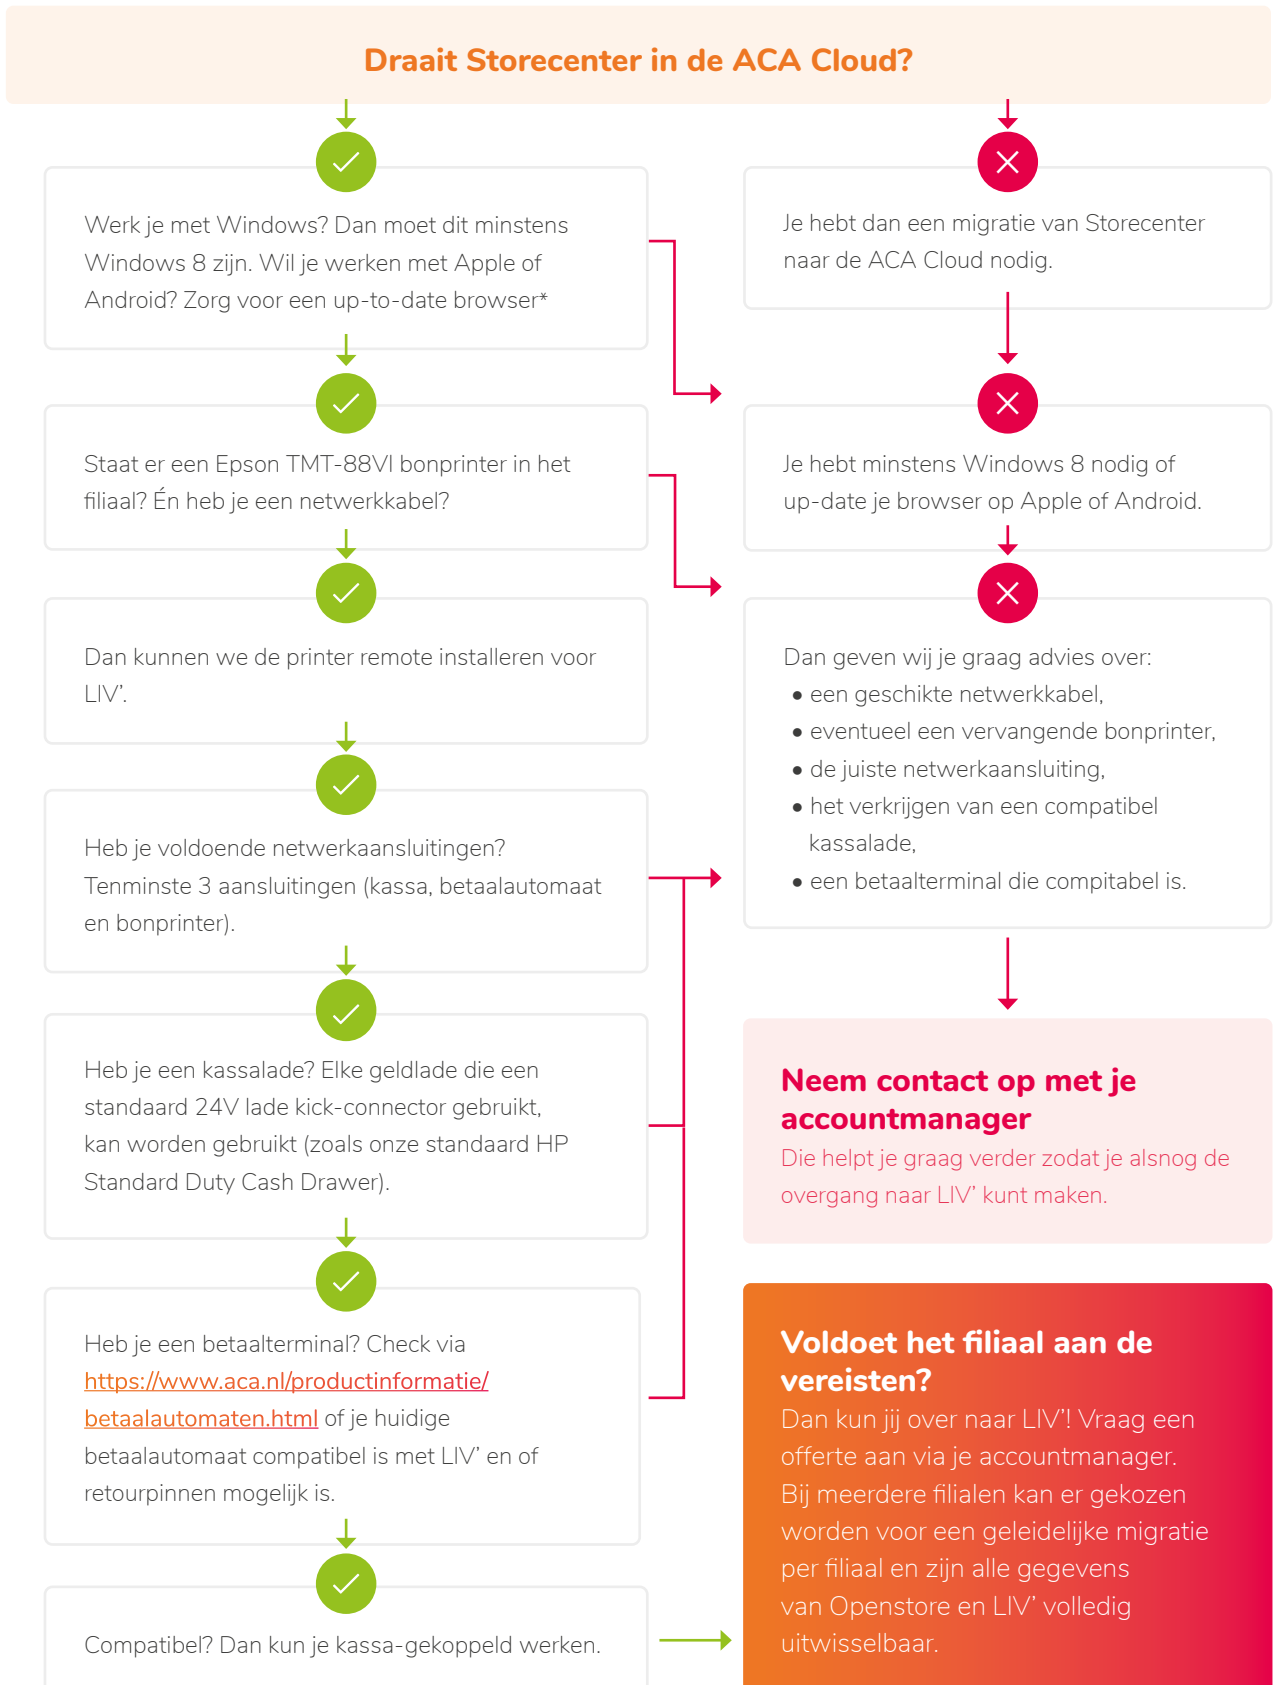 Draait Storecenter in de ACA Cloud?
Werk je met Windows? Dan moet dit minstens
Windows 8 zijn. Wil je werken met Apple of
Android? Zorg voor een up-to-date browser*
Staat er een Epson TMT-88VI bonprinter in het
filiaal? Én heb je een netwerkkabel?
Dan kunnen we de printer remote installeren voor
LIV’.
Heb je voldoende netwerkaansluitingen?
Tenminste 3 aansluitingen (kassa, betaalautomaat
en bonprinter).
Heb je een kassalade? Elke geldlade die een
standaard 24V lade kick-connector gebruikt,
kan worden gebruikt (zoals onze standaard HP
Standard Duty Cash Drawer).
Heb je een betaalterminal? Check via
https://www.aca.nl/productinformatie/
betaalautomaten.html of je huidige
betaalautomaat compatibel is met LIV’ en of
retourpinnen mogelijk is.
Compatibel? Dan kun je kassa-gekoppeld werken.
Je hebt dan een migratie van Storecenter
naar de ACA Cloud nodig.
Je hebt minstens Windows 8 nodig of
up-date je browser op Apple of Android.
Dan geven wij je graag advies over:
• een geschikte netwerkkabel,
• eventueel een vervangende bonprinter,
• de juiste netwerkaansluiting,
• het verkrijgen van een compatibel
kassalade,
• een betaalterminal die compitabel is.
Neem contact op met je
accountmanager
Die helpt je graag verder zodat je alsnog de
overgang naar LIV’ kunt maken.
Voldoet het filiaal aan de
vereisten?
Dan kun jij over naar LIV’! Vraag een
offerte aan via je accountmanager.
Bij meerdere filialen kan er gekozen
worden voor een geleidelijke migratie
per filiaal en zijn alle gegevens
van Openstore en LIV’ volledig
uitwisselbaar.